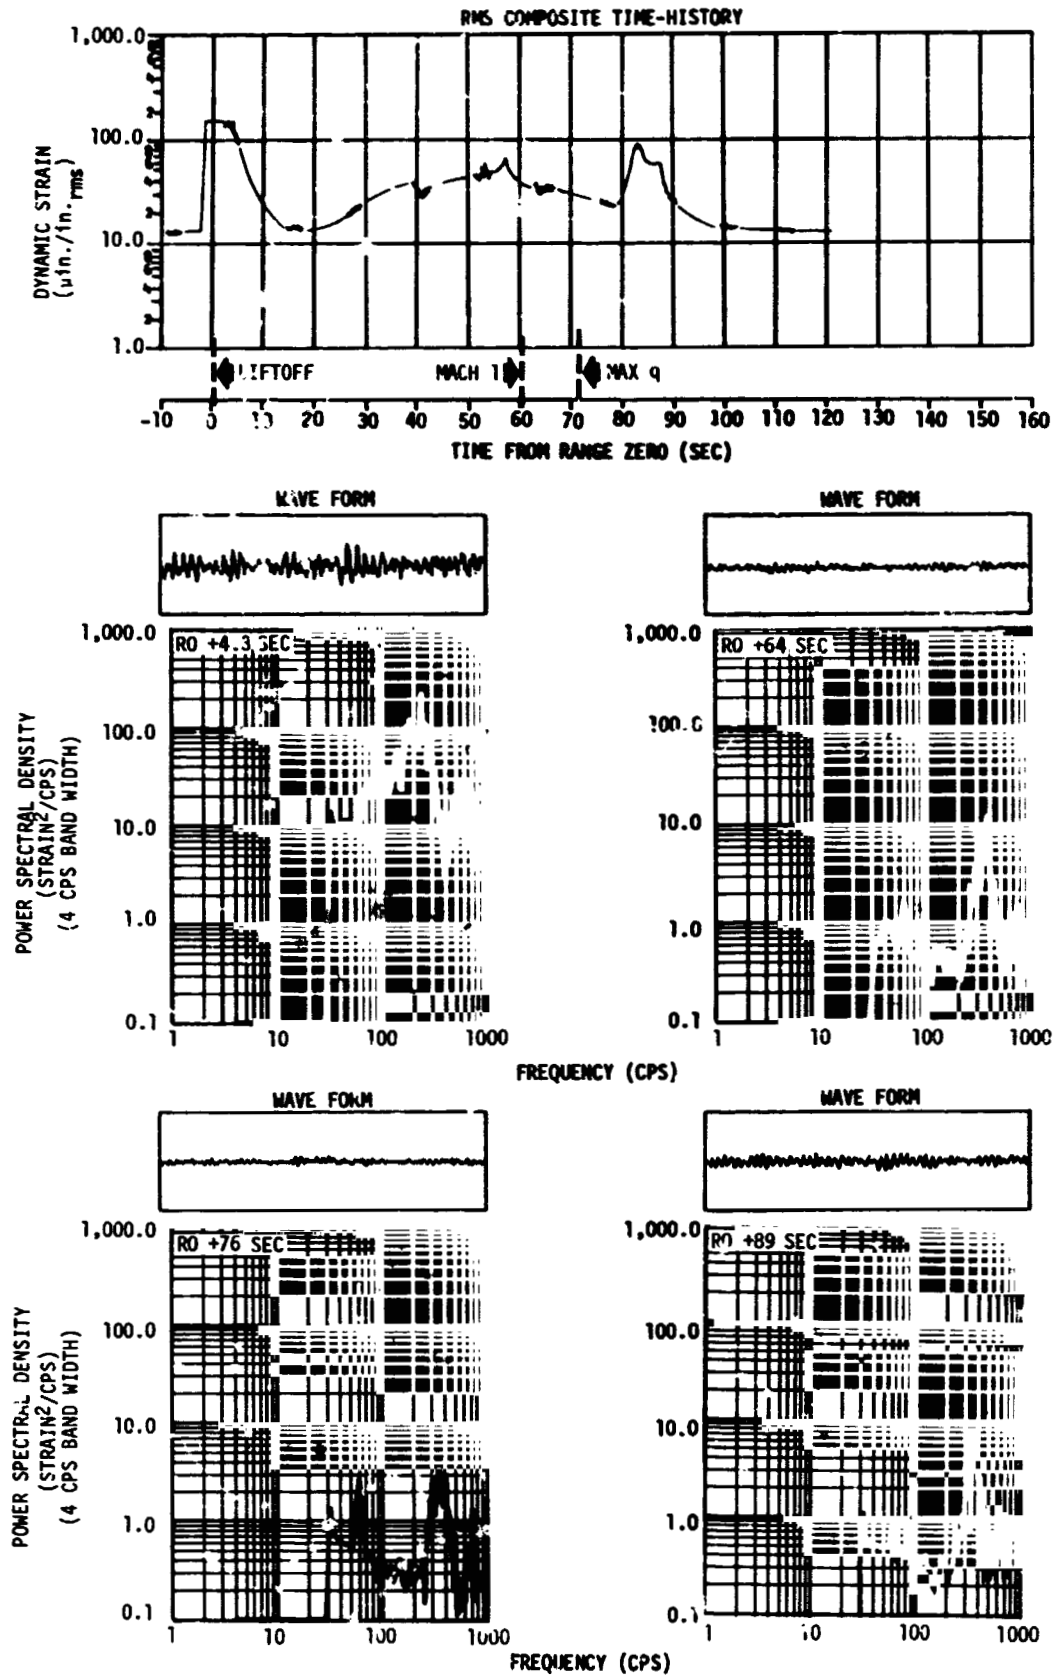 RMS COMPOSITE TIME-HISTORY
1,000.0
100.0
10.0
1.0
DYNAMIC STRAIN
(μin./in.rms)
LIFTOFF
MACH 1
MAX q
-10 0 10 20 30 40 50 60 70 80 90 100 110 120 130 140 150 160
TIME FROM RANGE ZERO (SEC)
WAVE FORM
WAVE FORM
RO +4.3 SEC
1,000.0
100.0
10.0
1.0
0.1
POWER SPECTRAL DENSITY
(STRAIN²/CPS)
(4 CPS BAND WIDTH)
1 10 100 1000
RO +64 SEC
1,000.0
100.0
10.0
1.0
0.1
1 10 100 1000
FREQUENCY (CPS)
WAVE FORM
WAVE FORM
RO +76 SEC
1,000.0
100.0
10.0
1.0
0.1
POWER SPECTRAL DENSITY
(STRAIN²/CPS)
(4 CPS BAND WIDTH)
1 10 100 1000
RO +89 SEC
1,000.0
100.0
10.0
1.0
0.1
1 10 100 1000
FREQUENCY (CPS)